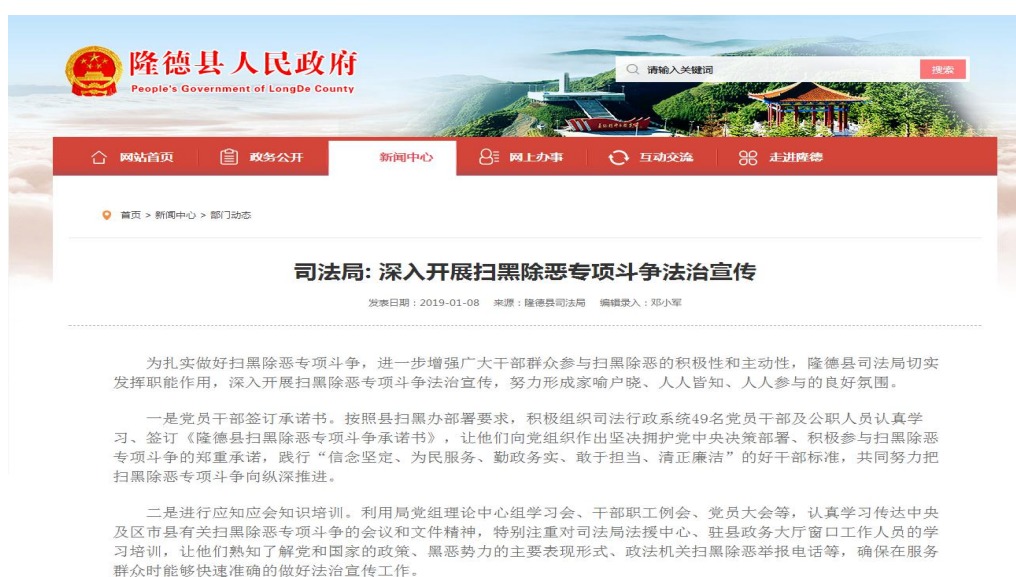 隆德县人民政府
People's Government of LongDe County
请输入关键词
搜索
网站首页
政务公开
新闻中心
网上办事
互动交流
走进隆德
首页 > 新闻中心 > 部门动态
司法局: 深入开展扫黑除恶专项斗争法治宣传
发表日期：2019-01-08 来源：隆德县司法局 编辑录入：邓小军
为扎实做好扫黑除恶专项斗争，进一步增强广大干部群众参与扫黑除恶的积极性和主动性，隆德县司法局切实
发挥职能作用，深入开展扫黑除恶专项斗争法治宣传，努力形成家喻户晓、人人皆知、人人参与的良好氛围。
一是党员干部签订承诺书。按照县扫黑办部署要求，积极组织司法行政系统49名党员干部及公职人员认真学
习、签订《隆德县扫黑除恶专项斗争承诺书》，让他们向党组织作出坚决拥护党中央决策部署、积极参与扫黑除恶
专项斗争的郑重承诺，践行“信念坚定、为民服务、勤政务实、敢于担当、清正廉洁”的好干部标准，共同努力把
扫黑除恶专项斗争向纵深推进。
二是进行应知应会知识培训。利用局党组理论中心组学习会、干部职工例会、党员大会等，认真学习传达中央
及区市县有关扫黑除恶专项斗争的会议和文件精神，特别注重对司法局法援中心、驻县政务大厅窗口工作人员的学
习培训，让他们熟知了解党和国家的政策、黑恶势力的主要表现形式、政法机关扫黑除恶举报电话等，确保在服务
群众时能够快速准确的做好法治宣传工作。